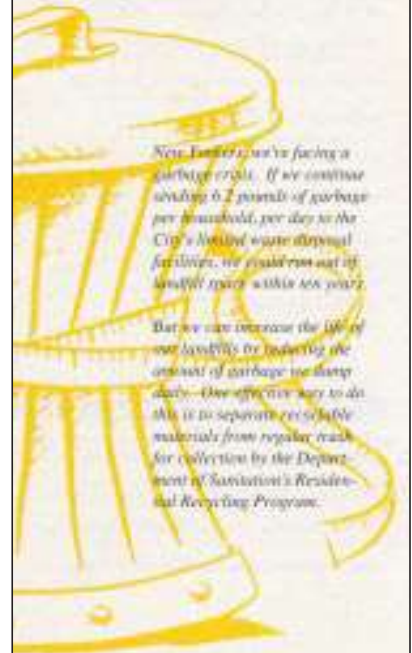 New Yorkers, we're facing a
garbage crisis. If we continue
sending 6.2 pounds of garbage
per household, per day to the
City's limited waste disposal
facilities, we could run out of
landfill space within ten years.
But we can increase the life of
our landfills by reducing the
amount of garbage we dump
daily. One effective way to do
this is to separate recyclable
materials from regular trash
for collection by the Depart-
ment of Sanitation's Residen-
tial Recycling Program.